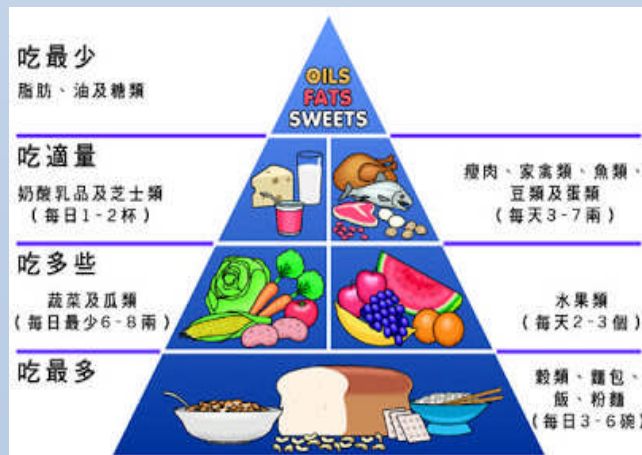 吃最少
脂肪、油及糖類
OILS
FATS
SWEETS
吃適量
奶酸乳品及芝士類
(每日1-2杯)
瘦肉、家禽類、魚類、
豆類及蛋類
(每天3-7兩)
吃多些
蔬菜及瓜類
(每日最少6-8兩)
水果類
(每天2-3個)
吃最多
穀類、麵包、
飯、粉麵
(每日3-6碗)